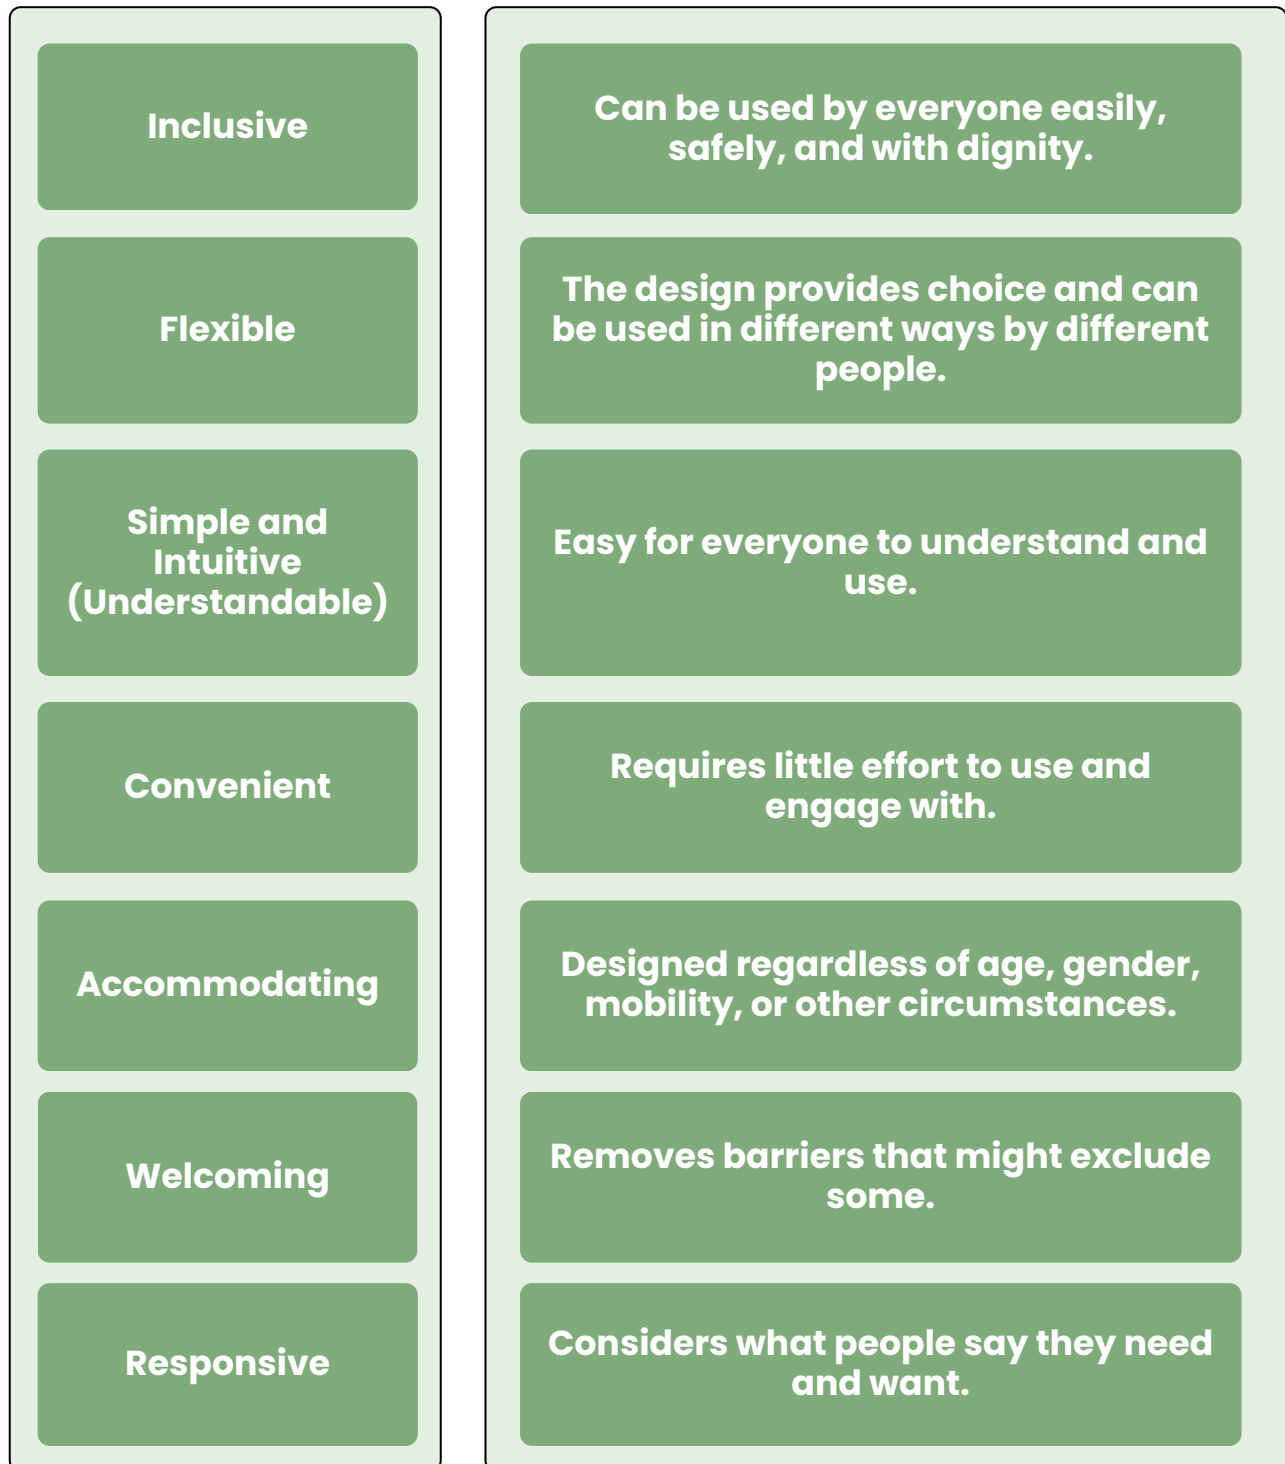 Inclusive
Can be used by everyone easily,
safely, and with dignity.
Flexible
The design provides choice and can
be used in different ways by different
people.
Simple and
Intuitive
(Understandable)
Easy for everyone to understand and
use.
Convenient
Requires little effort to use and
engage with.
Accommodating
Designed regardless of age, gender,
mobility, or other circumstances.
Welcoming
Removes barriers that might exclude
some.
Responsive
Considers what people say they need
and want.